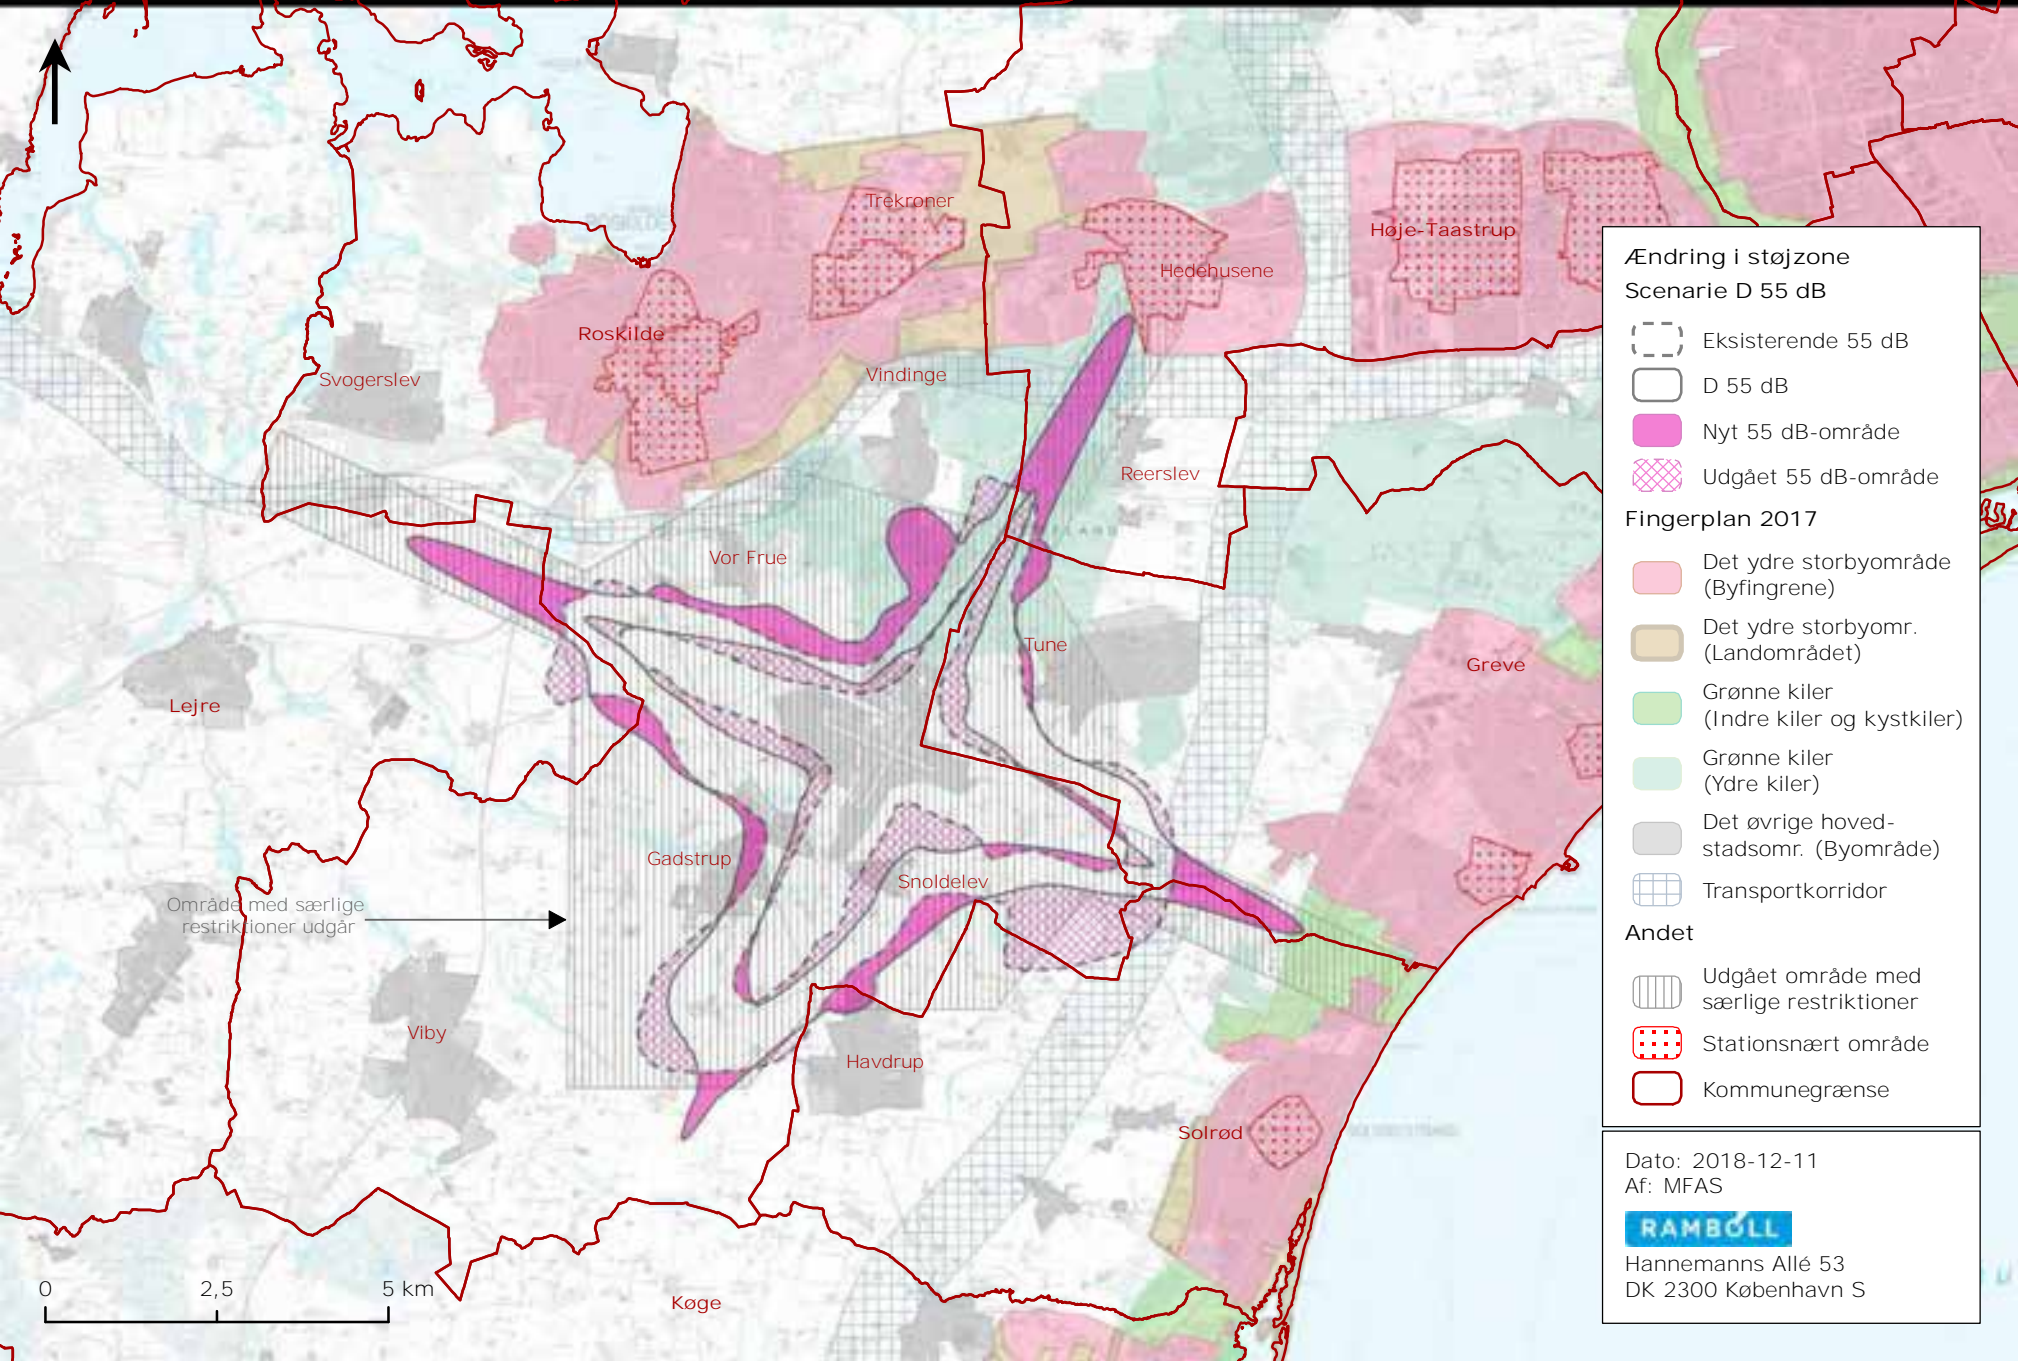 Trekroner
Høje-Taastrup
Hedehusene
Roskilde
Svogerslev
Vindinge
Reerslev
Vor Frue
Tune
Greve
Lejre
Gadstrup
Snoldelev
Område med særlige
restriktioner udgår
Viby
Havdrup
Solrød
Køge
0 2,5 5 km
Ændring i støjzone
Scenarie D 55 dB
Eksisterende 55 dB
D 55 dB
Nyt 55 dB-område
Udgået 55 dB-område
Fingerplan 2017
Det ydre storbyområde
(Byfingrene)
Det ydre storbyomr.
(Landområdet)
Grønne kiler
(Indre kiler og kystkiler)
Grønne kiler
(Ydre kiler)
Det øvrige hoved-
stadsomr. (Byområde)
Transportkorridor
Andet
Udgået område med
særlige restriktioner
Stationsnært område
Kommunegrænse
Dato: 2018-12-11
Af: MFAS
RAMBOLL
Hannemanns Allé 53
DK 2300 København S